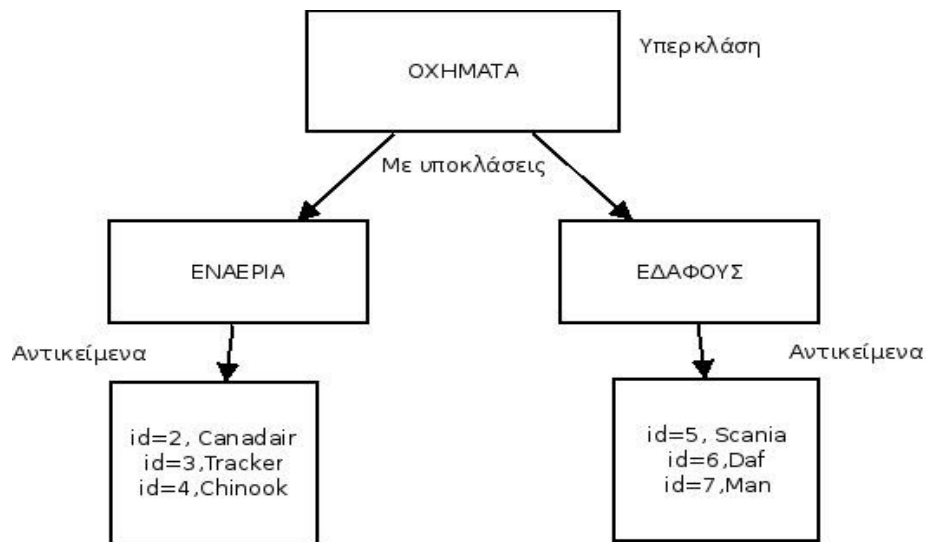 Υπερκλάση
ΟΧΗΜΑΤΑ
Με υποκλάσεις
ΕΝΑΕΡΙΑ
ΕΔΑΦΟΥΣ
Αντικείμενα
Αντικείμενα
id=2, Canadair
id=3,Tracker
id=4,Chinook
id=5, Scania
id=6,Daf
id=7,Man